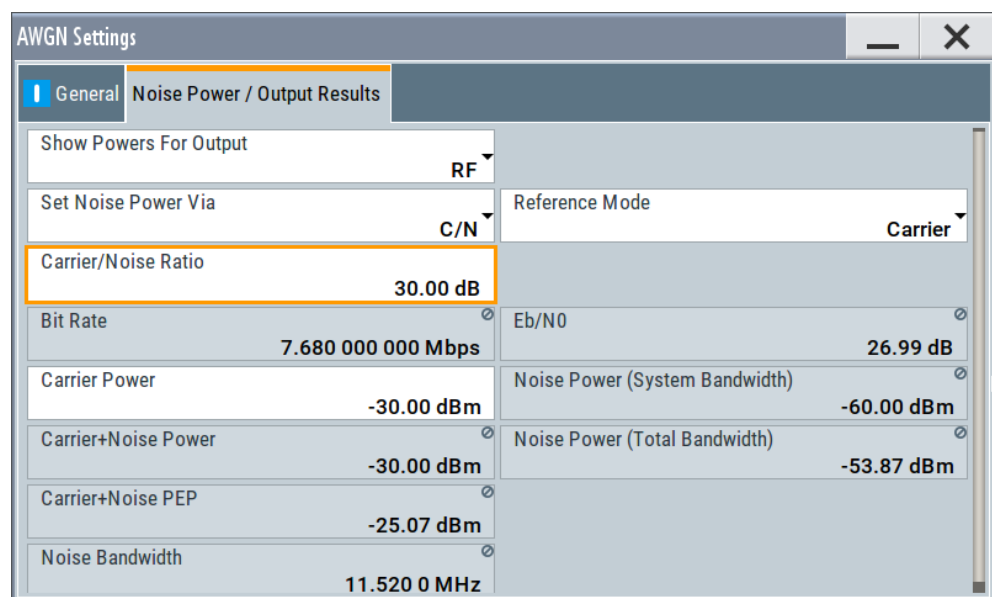 AWGN Settings
General Noise Power / Output Results
Show Powers For Output
RF
Set Noise Power Via
C/N
Reference Mode
Carrier
Carrier/Noise Ratio
30.00 dB
Bit Rate
7.680 000 000 Mbps
Eb/N0
26.99 dB
Carrier Power
-30.00 dBm
Noise Power (System Bandwidth)
-60.00 dBm
Carrier+Noise Power
-30.00 dBm
Noise Power (Total Bandwidth)
-53.87 dBm
Carrier+Noise PEP
-25.07 dBm
Noise Bandwidth
11.520 0 MHz